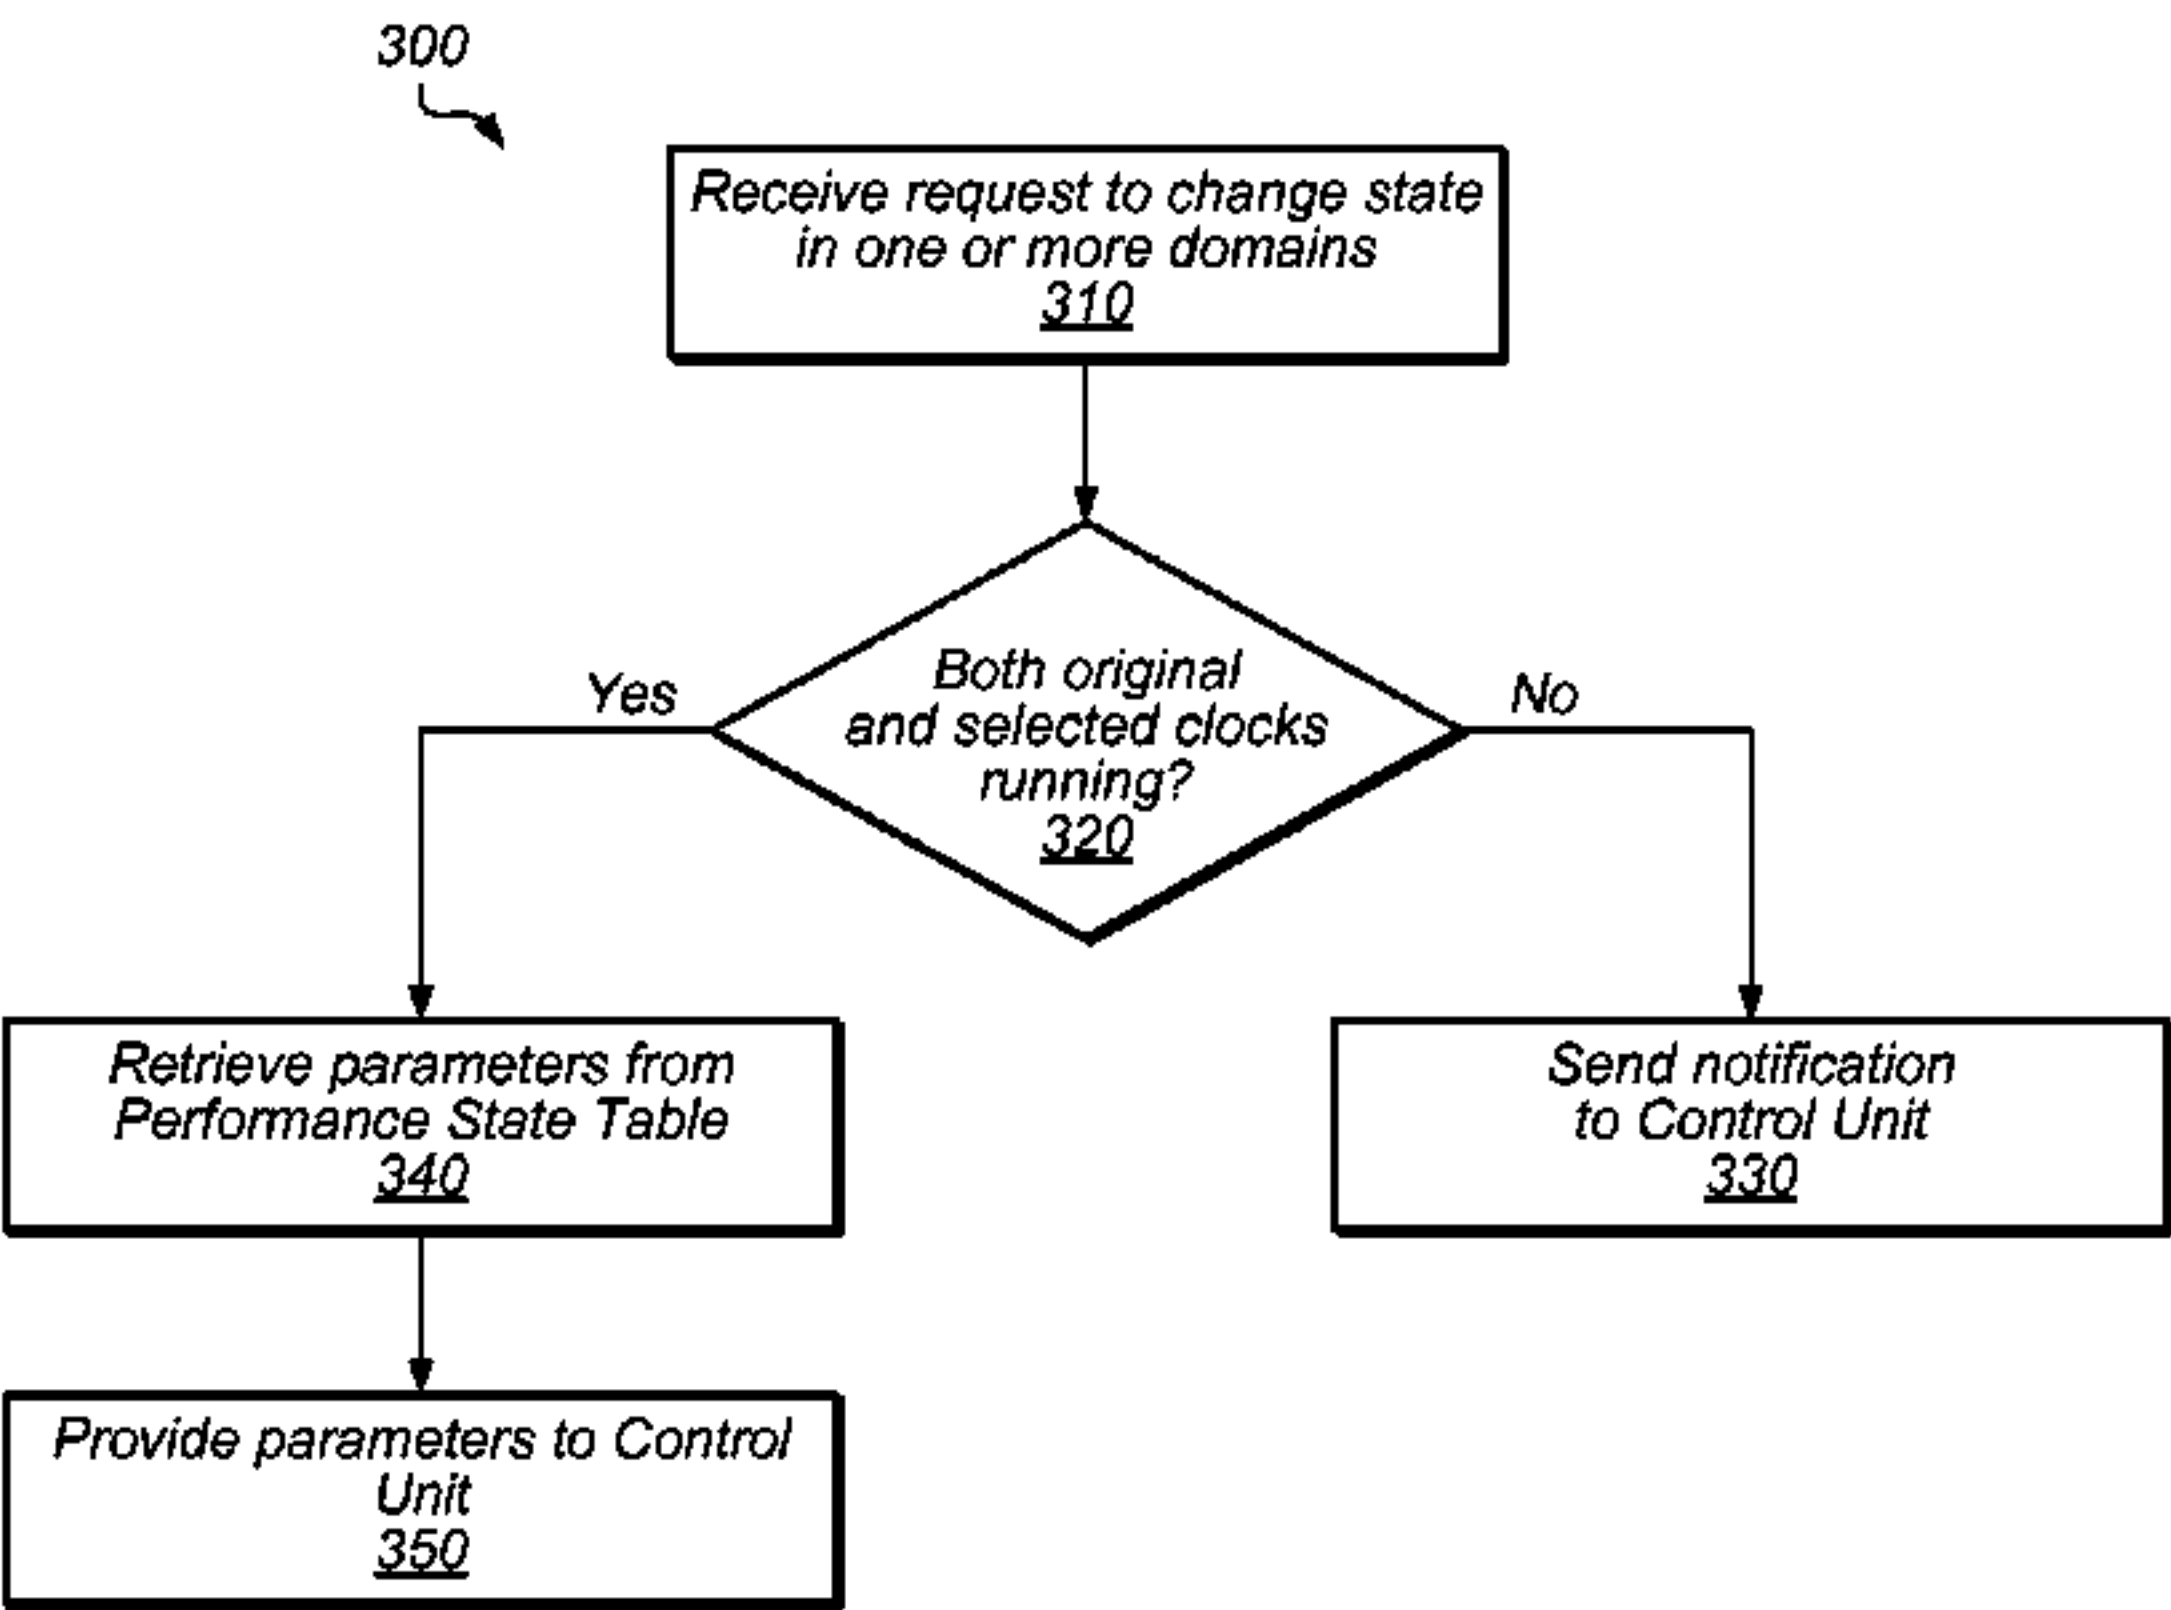 300
Receive request to change state
in one or more domains
310
Both original
and selected clocks
running?
320
Yes
No
Retrieve parameters from
Performance State Table
340
Send notification
to Control Unit
330
Provide parameters to Control
Unit
350